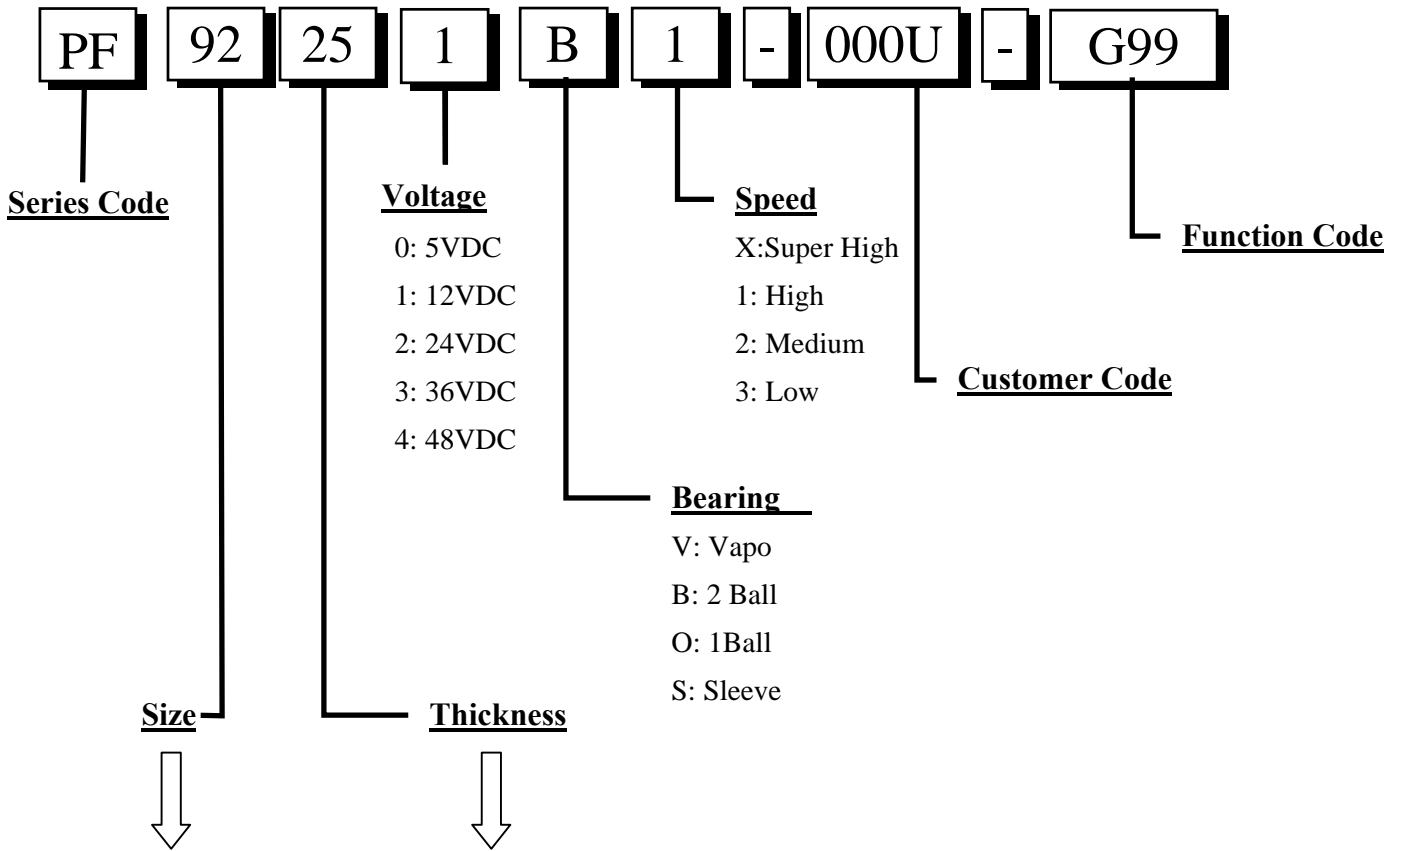 PF 92 25 1 B 1 - 000U - G99
Series Code
Voltage
0: 5VDC
1: 12VDC
2: 24VDC
3: 36VDC
4: 48VDC
Speed
X:Super High
1: High
2: Medium
3: Low
Function Code
Customer Code
Bearing
V: Vapo
B: 2 Ball
O: 1Ball
S: Sleeve
Size
Thickness